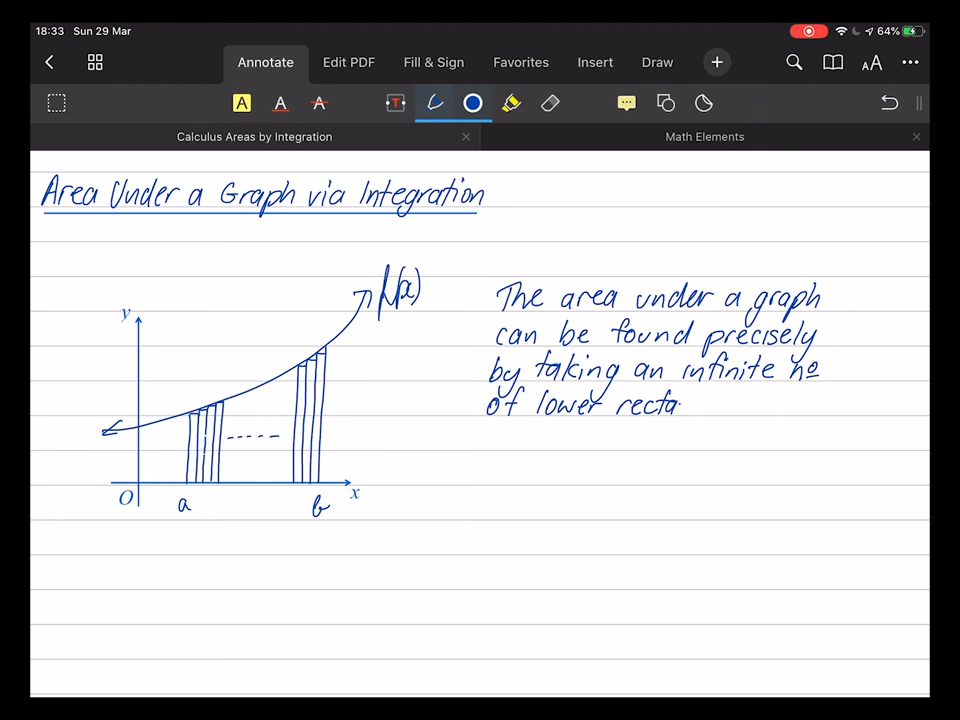 18:33 Sun 29 Mar 64%
Annotate Edit PDF Fill & Sign Favorites Insert Draw
Calculus Areas by Integration Math Elements
Area Under a Graph via Integration
f(x)
y
The area under a graph
can be found precisely
by taking an infinite nº
of lower recta
O a b x